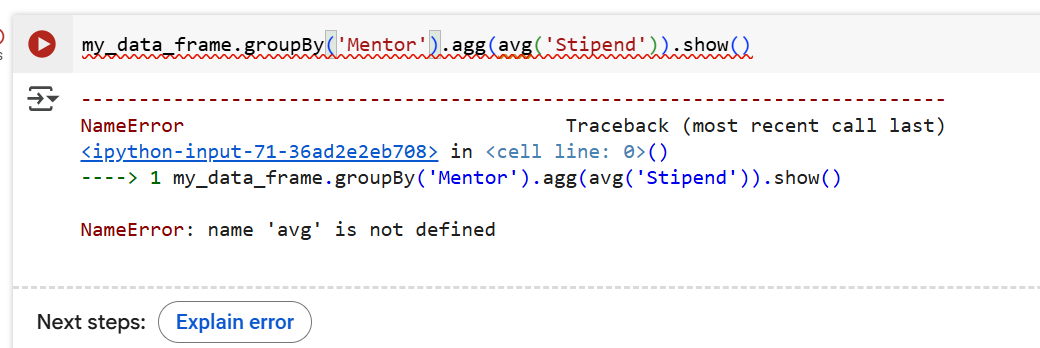 my_data_frame.groupBy('Mentor').agg(avg('Stipend')).show()
---------------------------------------------------------------------------
NameError                                 Traceback (most recent call last)
<ipython-input-71-36ad2e2eb708> in <cell line: 0>()
----> 1 my_data_frame.groupBy('Mentor').agg(avg('Stipend')).show()
NameError: name 'avg' is not defined
Next steps: Explain error